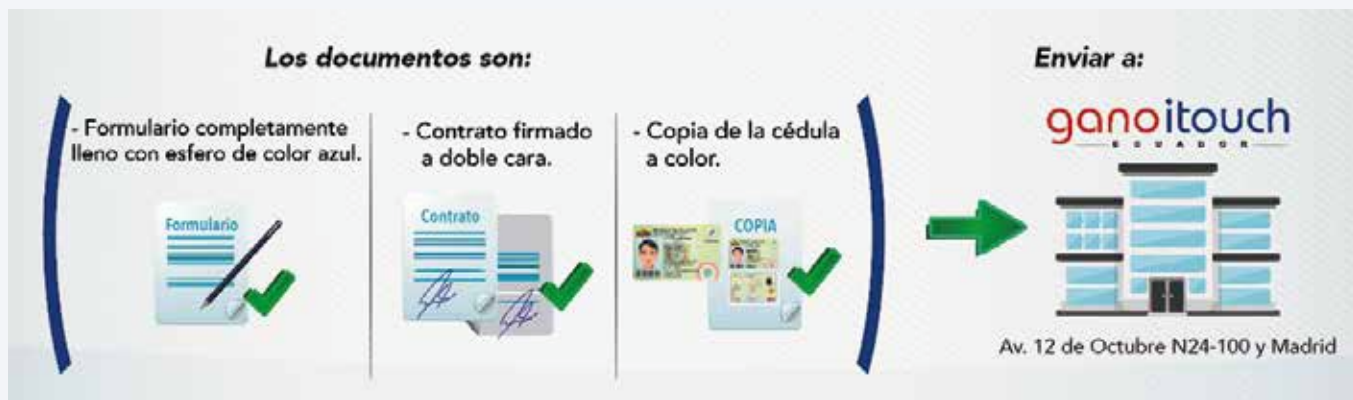 Los documentos son:
- Formulario completamente
lleno con esfero de color azul.
Formulario
- Contrato firmado
a doble cara.
Contrato
- Copia de la cédula
a color.
COPIA
Enviar a:
ganoitouch
ECUADOR
Av. 12 de Octubre N24-100 y Madrid